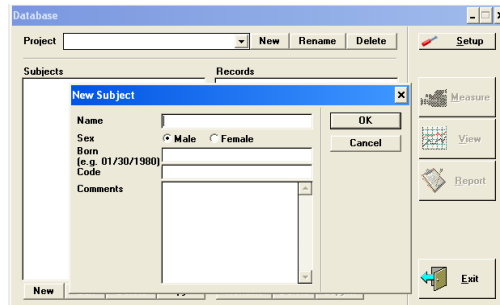 Database
Project New Rename Delete
Setup
Subjects Records
New Subject
Name OK
Sex Male Female
Cancel
Born
(e.g. 01/30/1980)
Code
Comments
Measure
View
Report
New
Exit